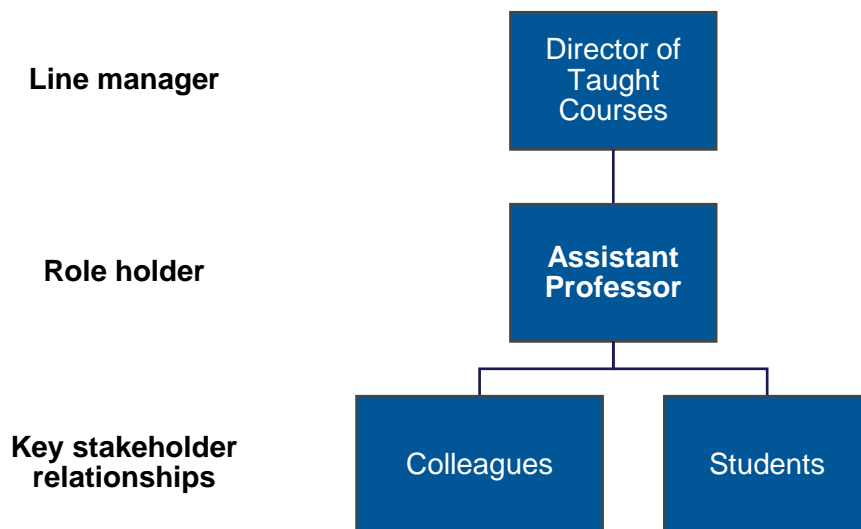 Line manager
Director of
Taught
Courses
Role holder
Assistant
Professor
Key stakeholder
relationships
Colleagues
Students